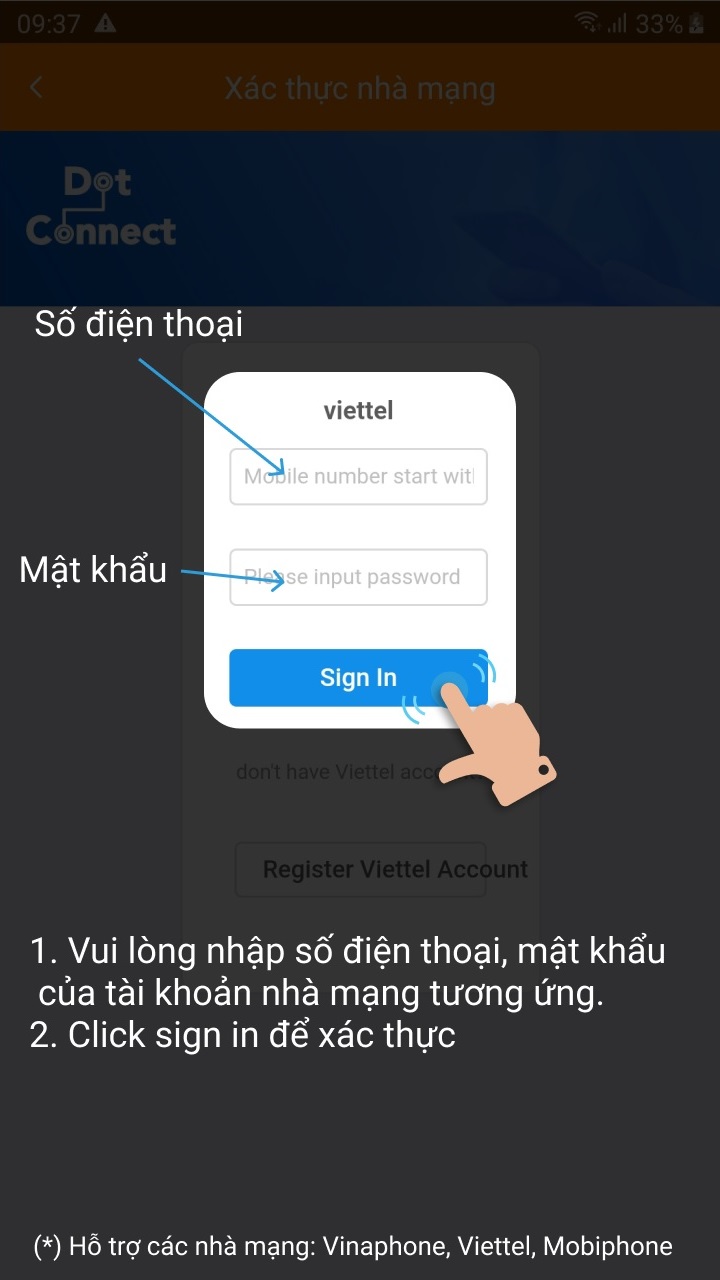 09:37
33%
Xác thực nhà mạng
Dot
Connect
Số điện thoại
viettel
Mobile number start wit
Mật khẩu
Please input password
Sign In
don't have Viettel
Register Viettel Account
1. Vui lòng nhập số điện thoại, mật khẩu
của tài khoản nhà mạng tương ứng.
2. Click sign in để xác thực
(*) Hỗ trợ các nhà mạng: Vinaphone, Viettel, Mobiphone